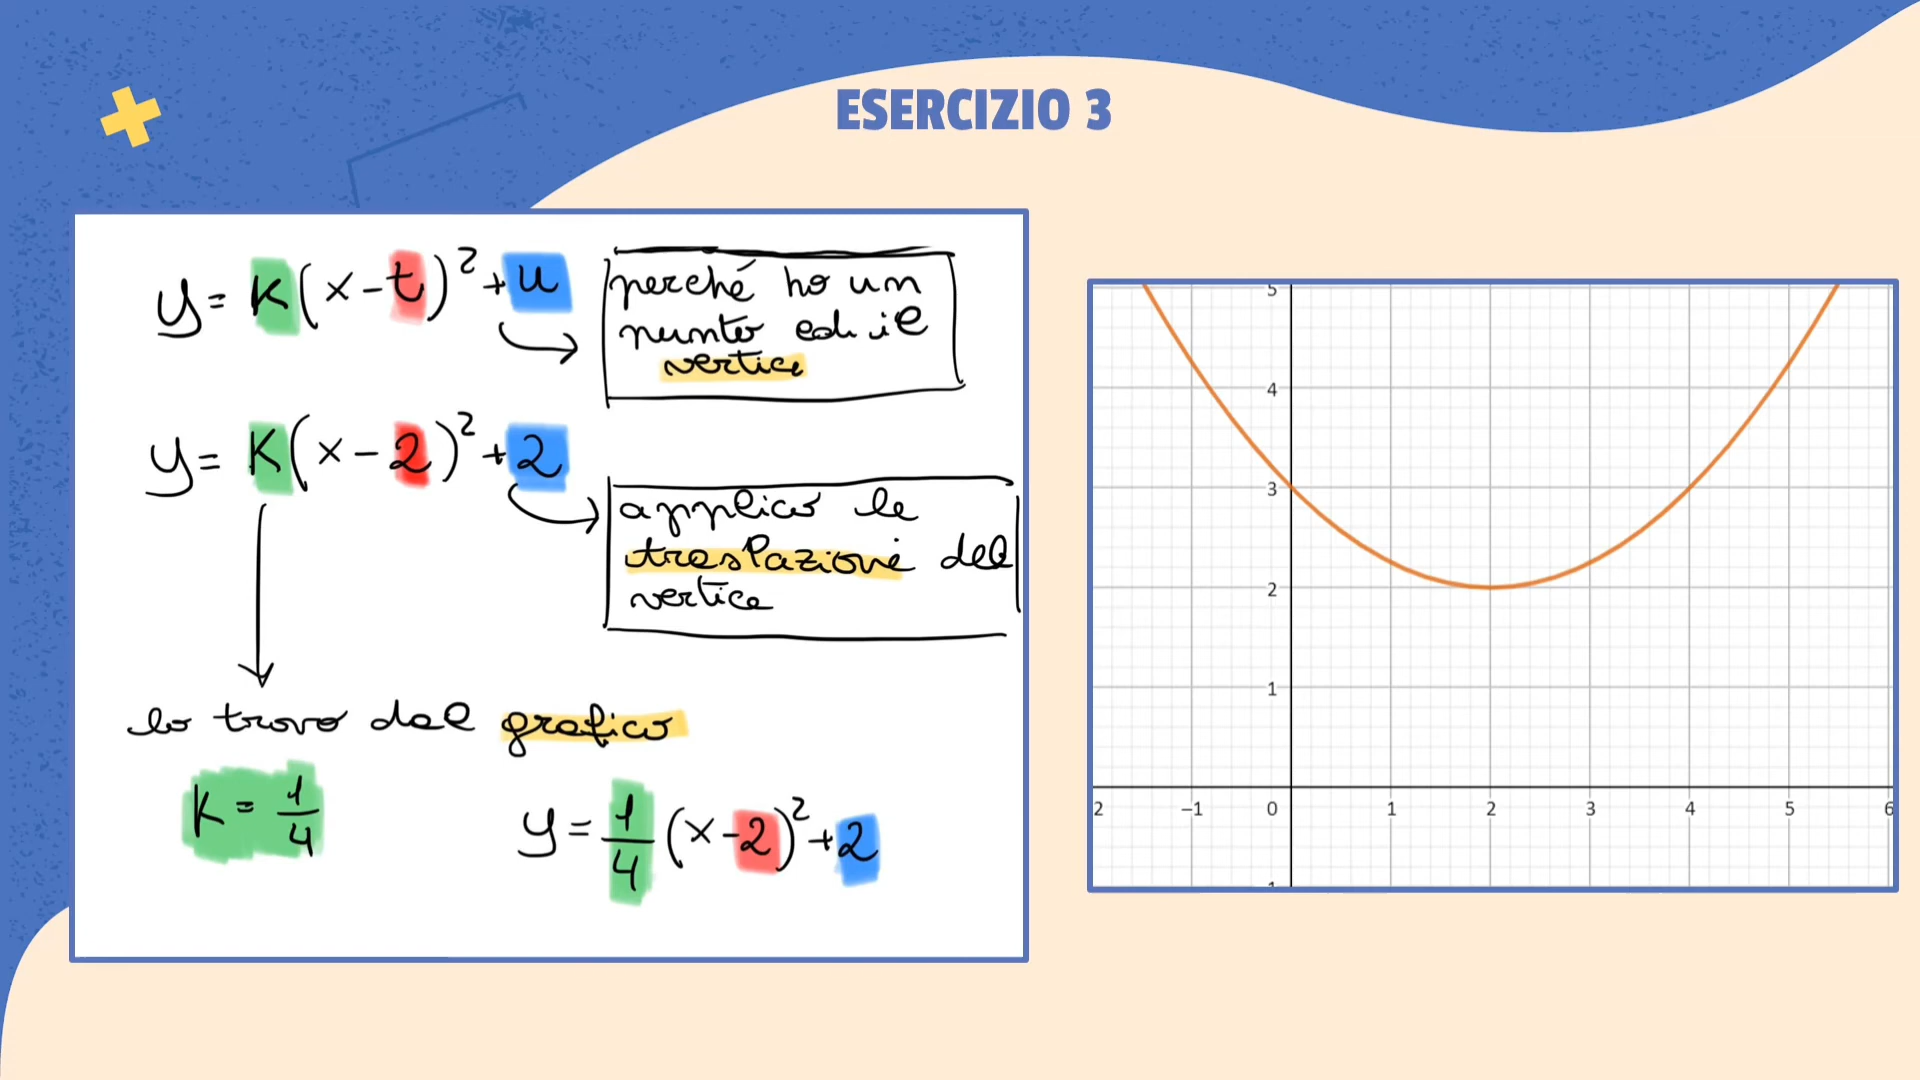 ESERCIZIO 3
y = K(x-t)²+u
perché ho un
punto ed il
vertice
y = K(x-2)²+2
applico la
traslazione del
vertice
lo trovo dal grafico
K = 1/4
y = 1/4 (x-2)²+2
5
4
3
2
1
2 −1 0 1 2 3 4 5 6
1